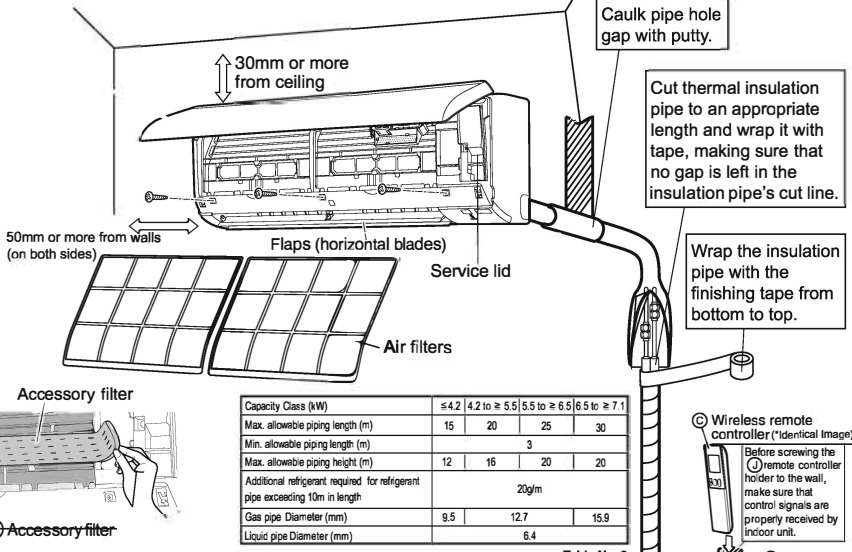 Caulk pipe hole
gap with putty.
30mm or more
from ceiling
Cut thermal insulation
pipe to an appropriate
length and wrap it with
tape, making sure that
no gap is left in the
insulation pipe's cut line.
50mm or more from walls
(on both sides)
Flaps (horizontal blades)
Service lid
Wrap the insulation
pipe with the
finishing tape from
bottom to top.
Air filters
Accessory filter
Capacity Class (kW) ≤4.2 4.2 to ≥ 5.5 5.5 to ≥ 6.5 6.5 to ≥ 7.1
Max. allowable piping length (m) 15 20 25 30
Min. allowable piping length (m) 3
Max. allowable piping height (m) 12 16 20 20
Additional refrigerant required for refrigerant
pipe exceeding 10m in length 20g/m
Gas pipe Diameter (mm) 9.5 12.7 15.9
Liquid pipe Diameter (mm) 6.4
Ⓒ Wireless remote
controller (*Identical Image)
Before screwing the
Ⓙ remote controller
holder to the wall,
make sure that
control signals are
properly received by
indoor unit.
Accessory filter